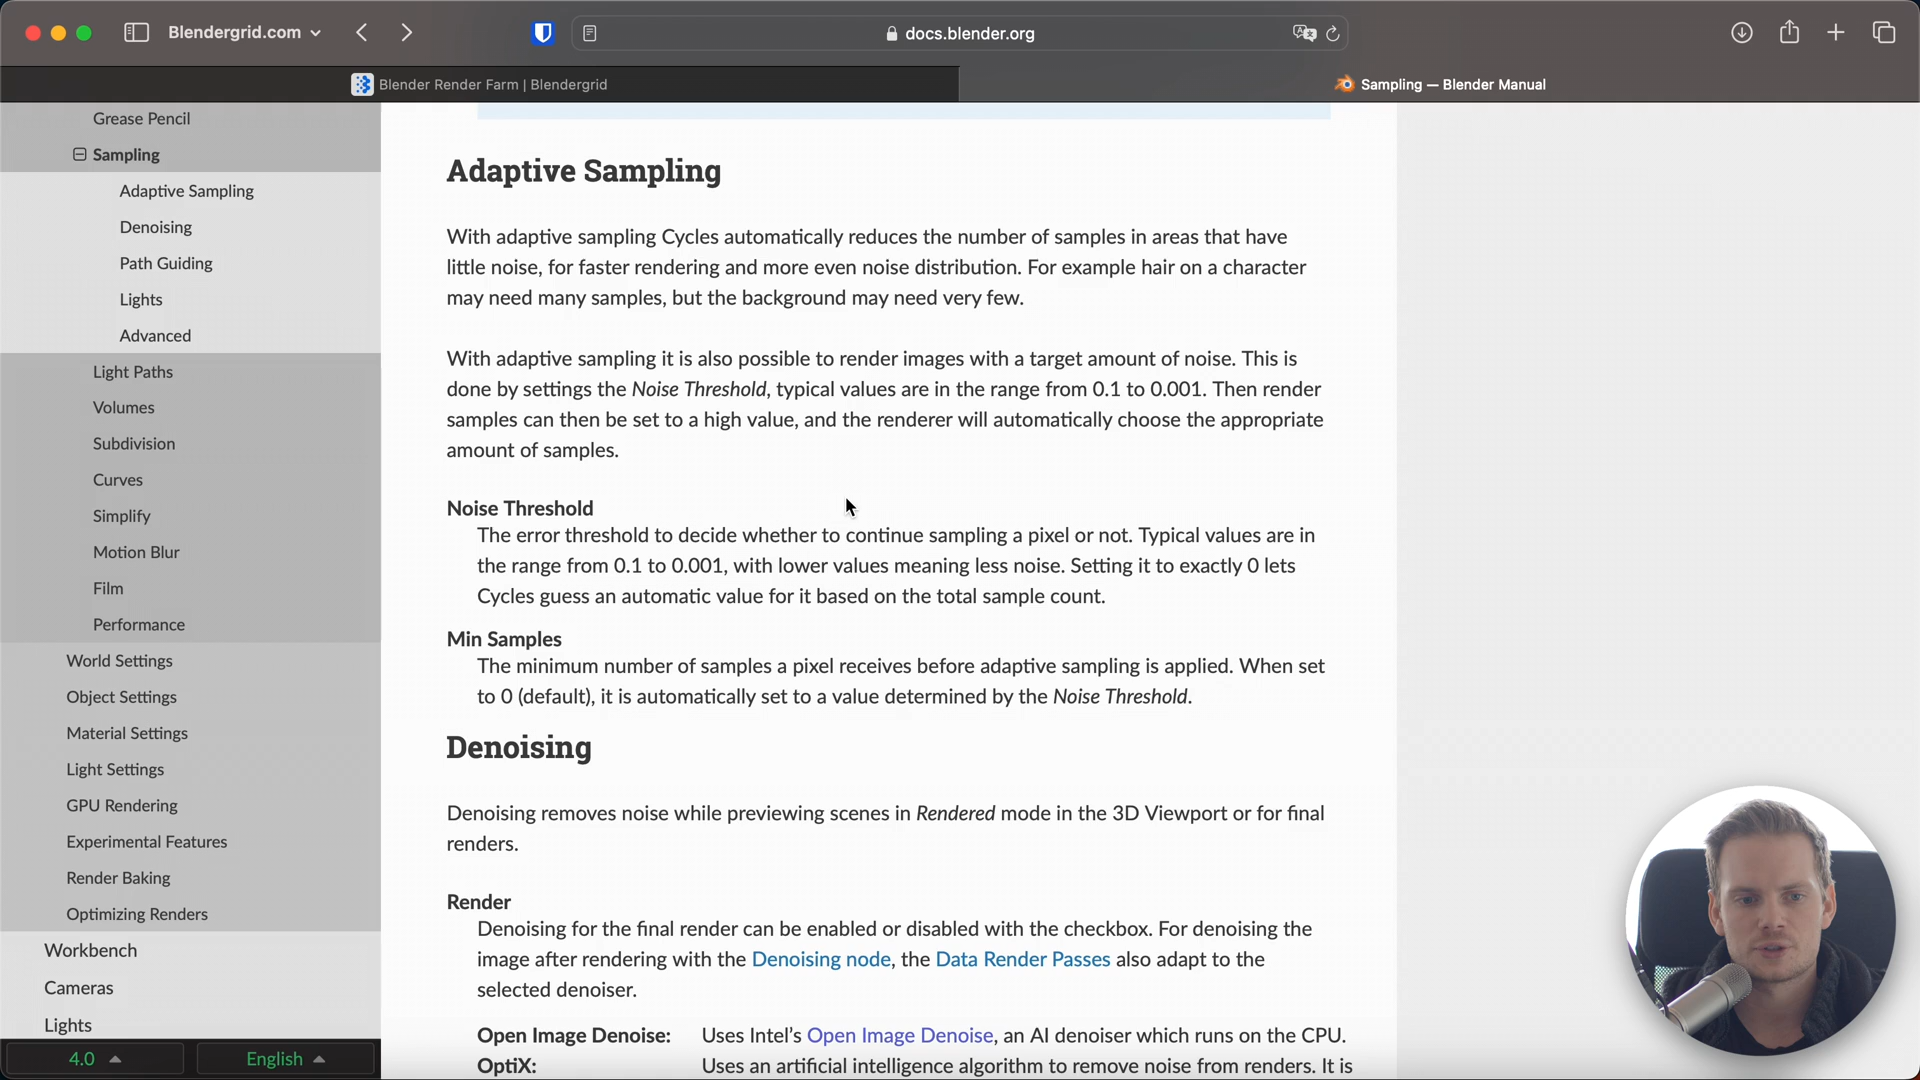 Blendergrid.com
docs.blender.org
Blender Render Farm | Blendergrid
Sampling — Blender Manual
Grease Pencil
Sampling
Adaptive Sampling
Denoising
Path Guiding
Lights
Advanced
Light Paths
Volumes
Subdivision
Curves
Simplify
Motion Blur
Film
Performance
World Settings
Object Settings
Material Settings
Light Settings
GPU Rendering
Experimental Features
Render Baking
Optimizing Renders
Workbench
Cameras
Lights
4.0
English
Adaptive Sampling
With adaptive sampling Cycles automatically reduces the number of samples in areas that have
little noise, for faster rendering and more even noise distribution. For example hair on a character
may need many samples, but the background may need very few.
With adaptive sampling it is also possible to render images with a target amount of noise. This is
done by settings the Noise Threshold, typical values are in the range from 0.1 to 0.001. Then render
samples can then be set to a high value, and the renderer will automatically choose the appropriate
amount of samples.
Noise Threshold
The error threshold to decide whether to continue sampling a pixel or not. Typical values are in
the range from 0.1 to 0.001, with lower values meaning less noise. Setting it to exactly 0 lets
Cycles guess an automatic value for it based on the total sample count.
Min Samples
The minimum number of samples a pixel receives before adaptive sampling is applied. When set
to 0 (default), it is automatically set to a value determined by the Noise Threshold.
Denoising
Denoising removes noise while previewing scenes in Rendered mode in the 3D Viewport or for final
renders.
Render
Denoising for the final render can be enabled or disabled with the checkbox. For denoising the
image after rendering with the Denoising node, the Data Render Passes also adapt to the
selected denoiser.
Open Image Denoise: Uses Intel's Open Image Denoise, an AI denoiser which runs on the CPU.
OptiX: Uses an artificial intelligence algorithm to remove noise from renders. It is